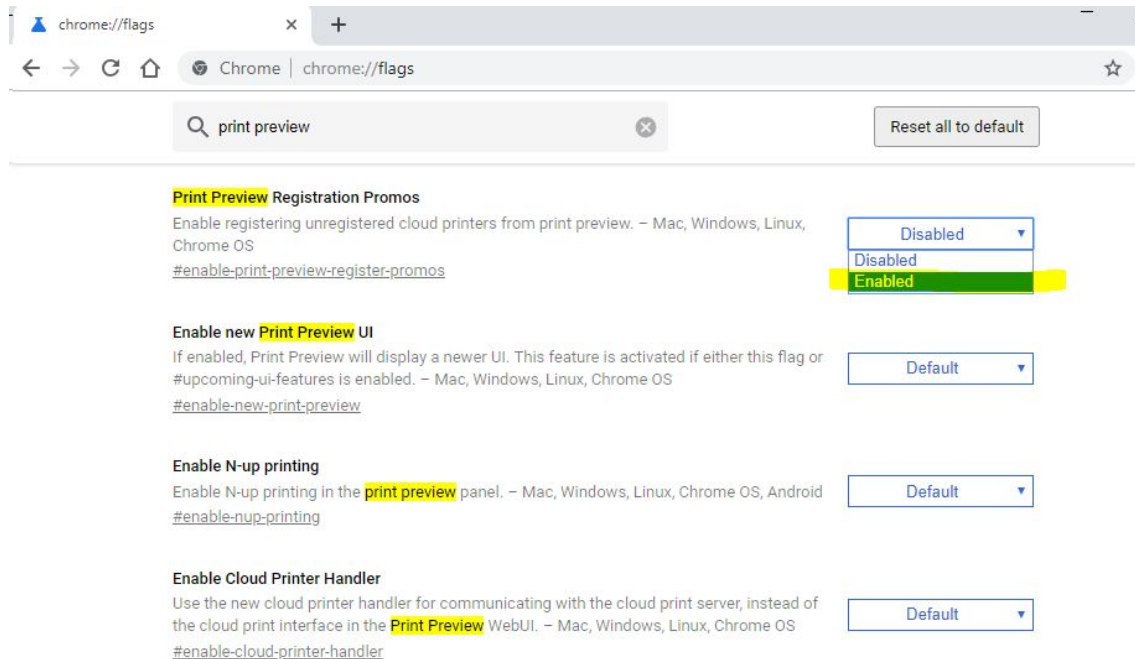 chrome://flags
Chrome | chrome://flags
print preview
Reset all to default
Print Preview Registration Promos
Enable registering unregistered cloud printers from print preview. – Mac, Windows, Linux,
Chrome OS
#enable-print-preview-register-promos
Disabled
Disabled
Enabled
Enable new Print Preview UI
If enabled, Print Preview will display a newer UI. This feature is activated if either this flag or
#upcoming-ui-features is enabled. – Mac, Windows, Linux, Chrome OS
#enable-new-print-preview
Default
Enable N-up printing
Enable N-up printing in the print preview panel. – Mac, Windows, Linux, Chrome OS, Android
#enable-nup-printing
Default
Enable Cloud Printer Handler
Use the new cloud printer handler for communicating with the cloud print server, instead of
the cloud print interface in the Print Preview WebUI. – Mac, Windows, Linux, Chrome OS
#enable-cloud-printer-handler
Default